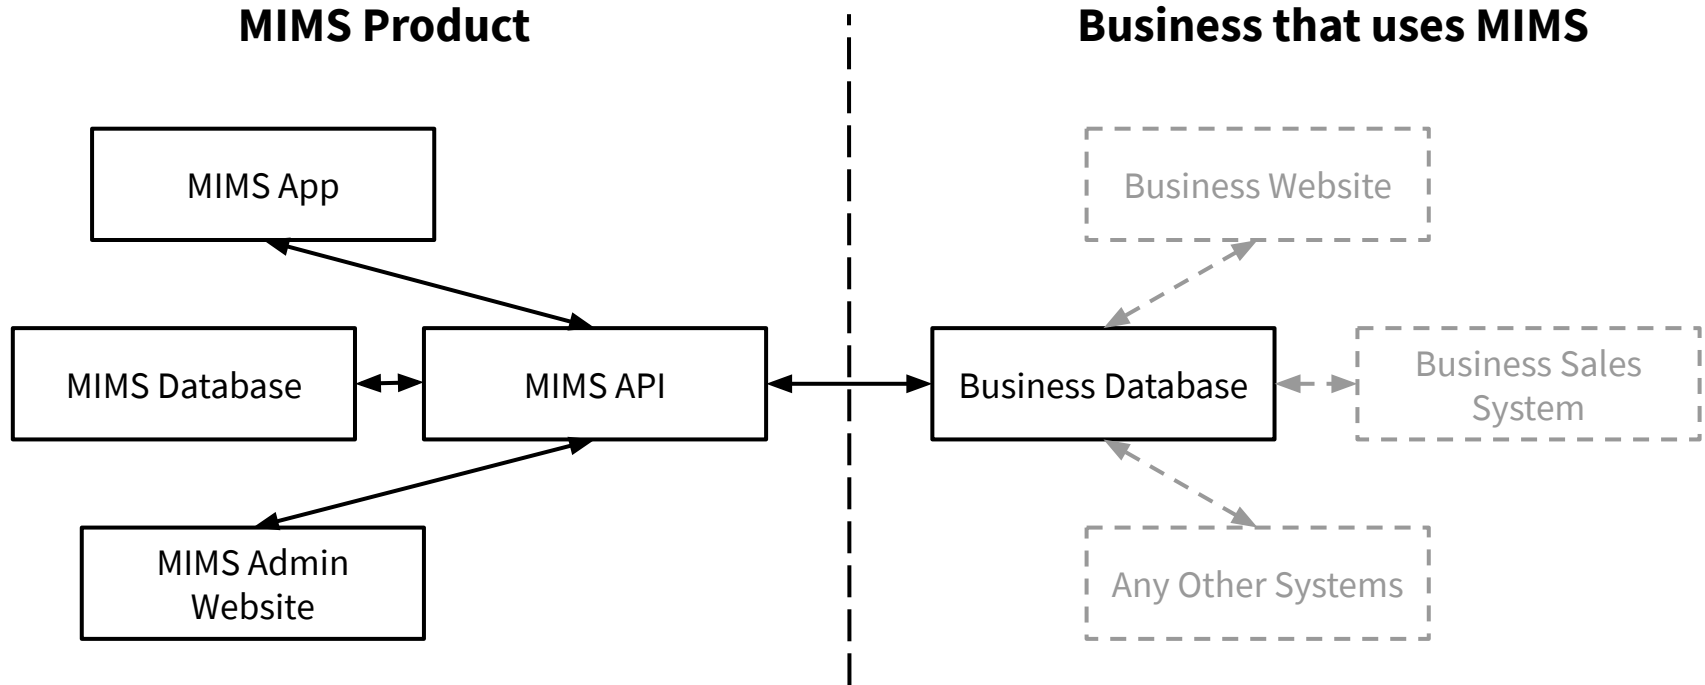 MIMS Product
Business that uses MIMS
MIMS App
Business Website
MIMS Database
MIMS API
Business Database
Business Sales
System
MIMS Admin
Website
Any Other Systems